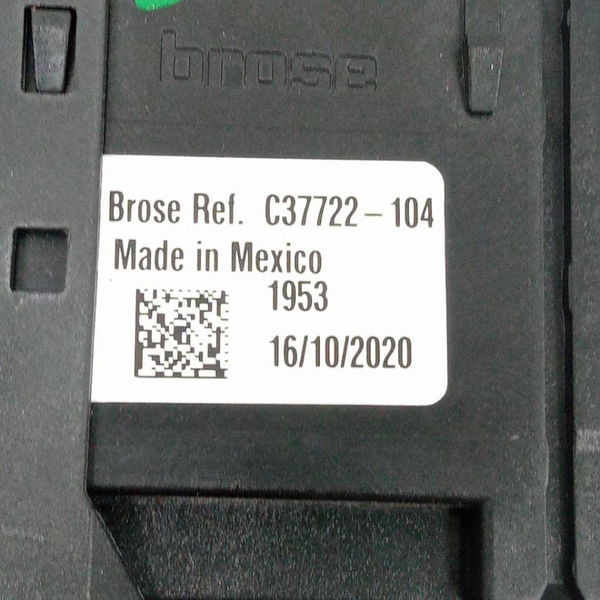 brose
Brose Ref. C37722-104
Made in Mexico
1953
16/10/2020